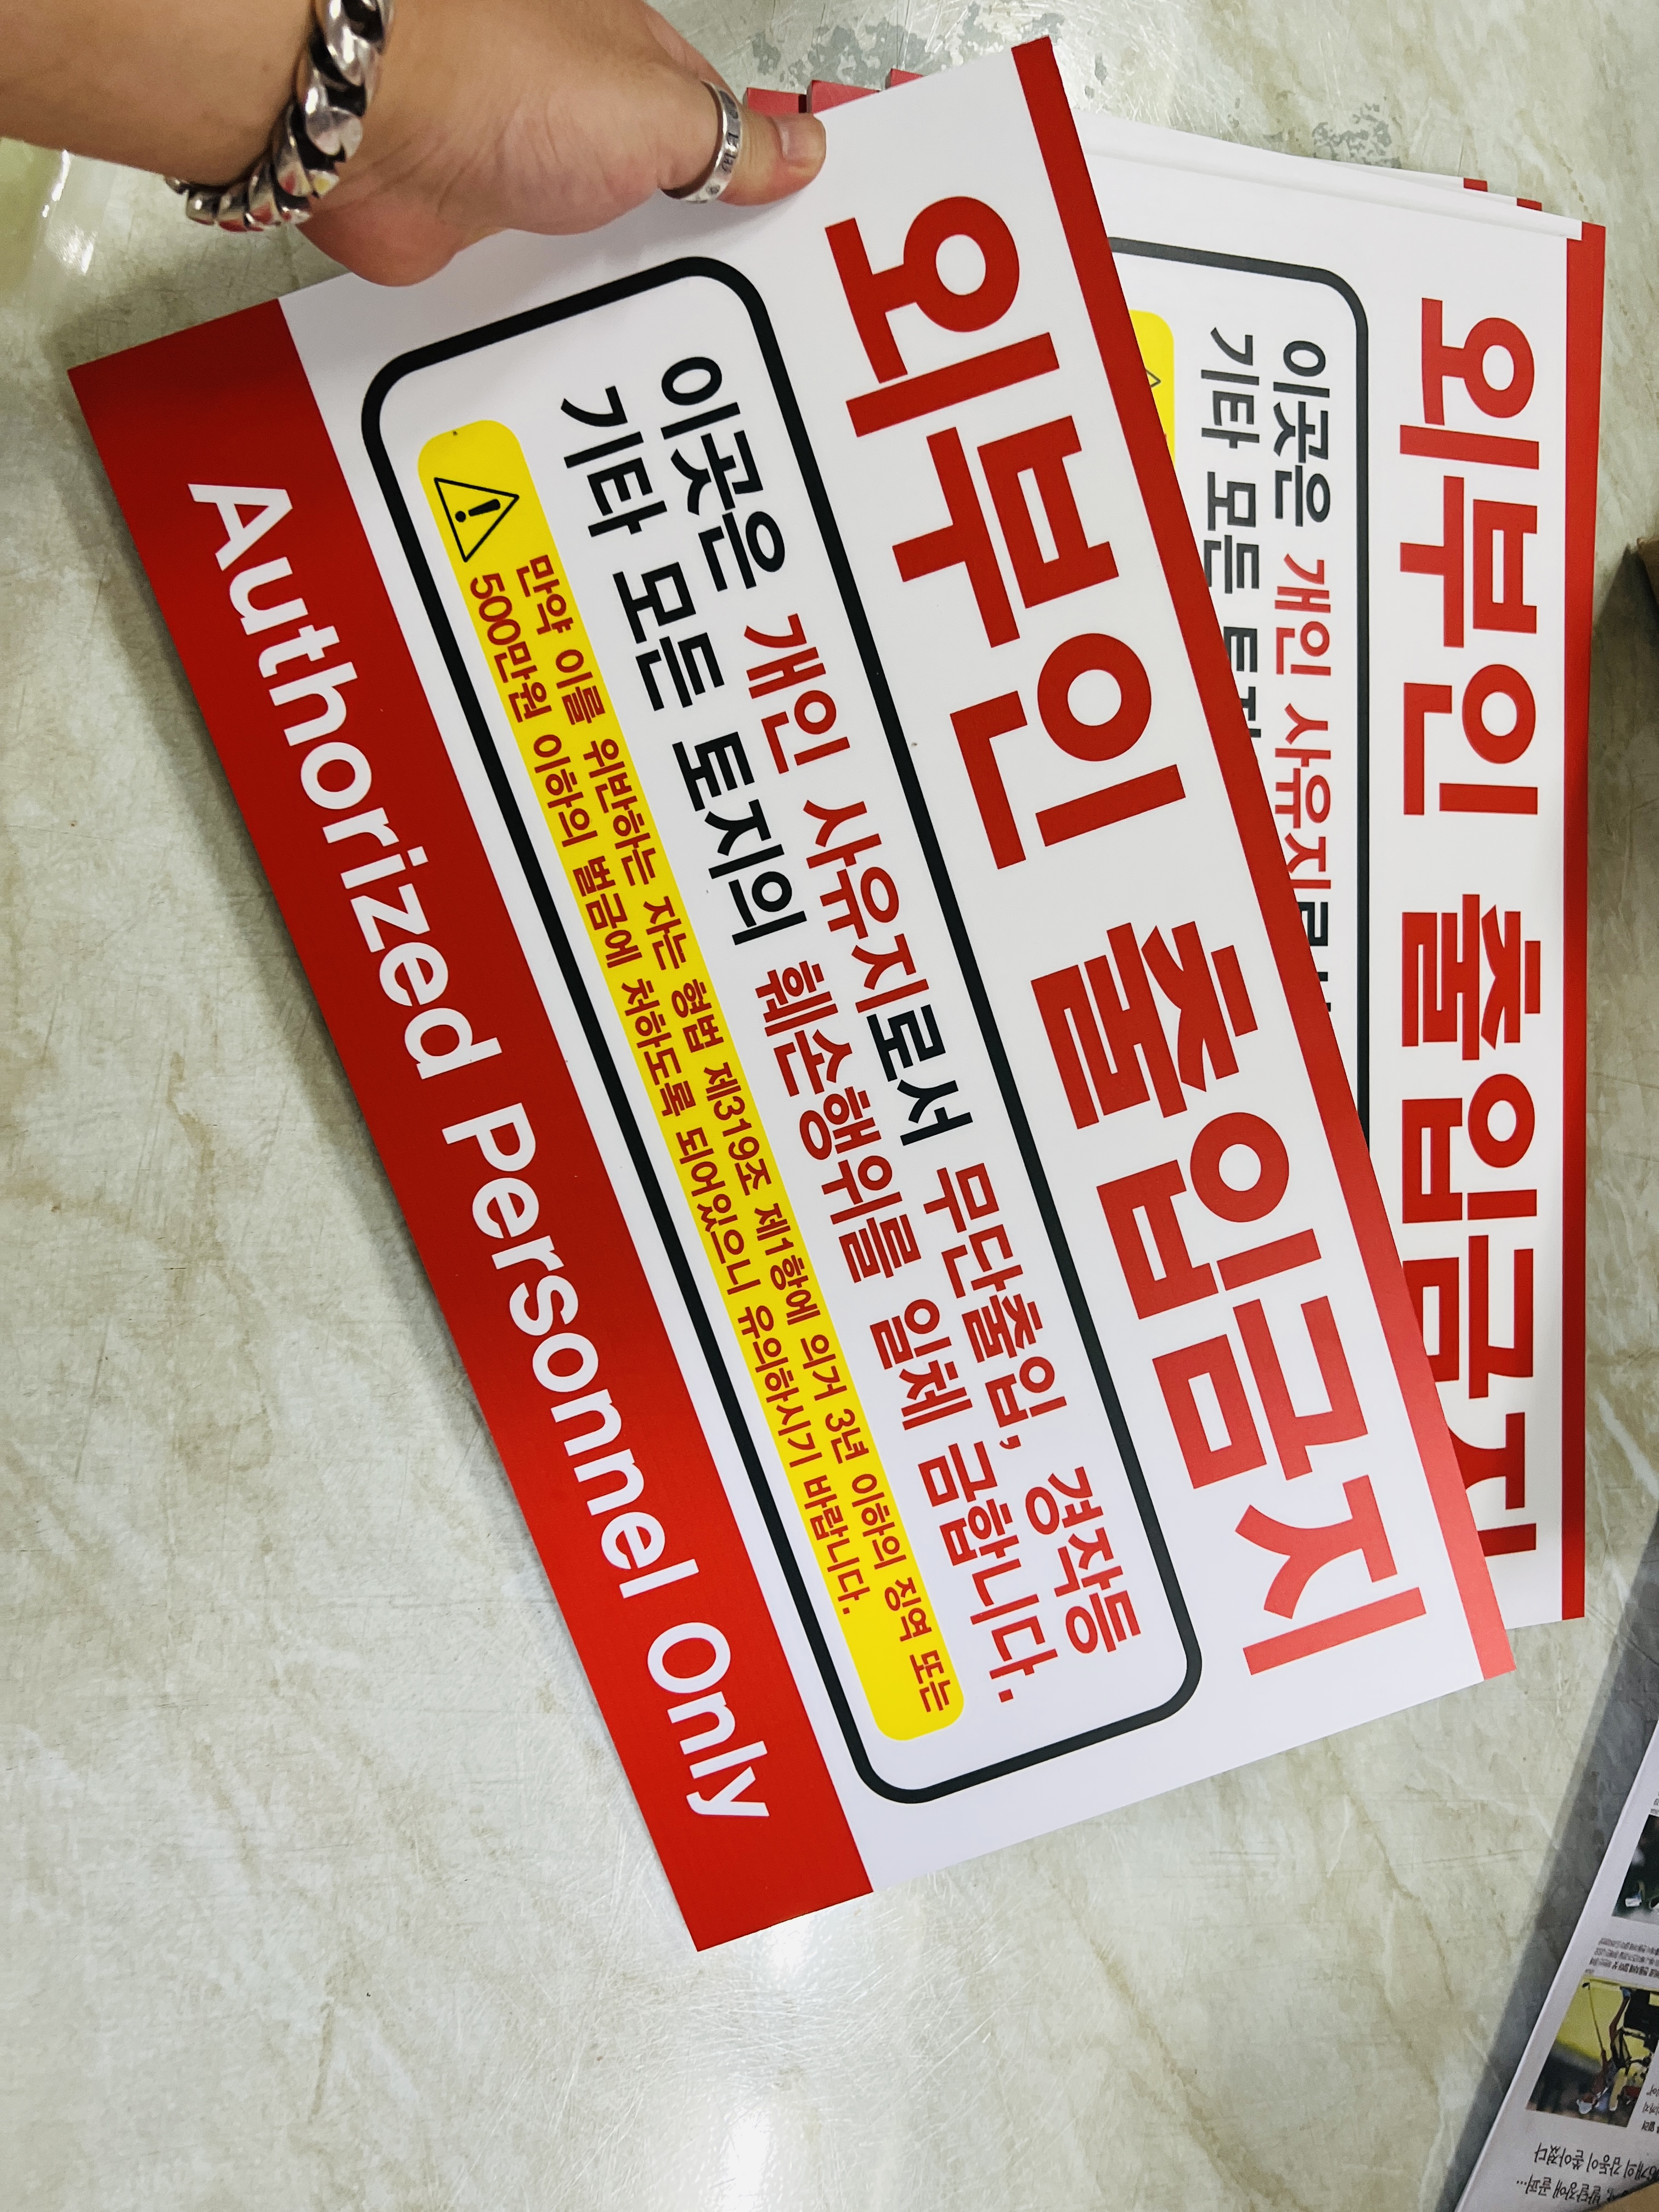 외부인 출입금지
이곳은 개인 사유지로서 무단출입, 경작등
기타 모든 토지의 훼손행위를 일체 금합니다.
만약 이를 위반하는 자는 형법 제319조 제1항에 의거 3년 이하의 징역 또는
500만원 이하의 벌금에 처하도록 되어있으니 유의하시기 바랍니다.
Authorized Personnel Only
외부인 출입금지
이곳은 개인 사유지로서
기타 모든 토지